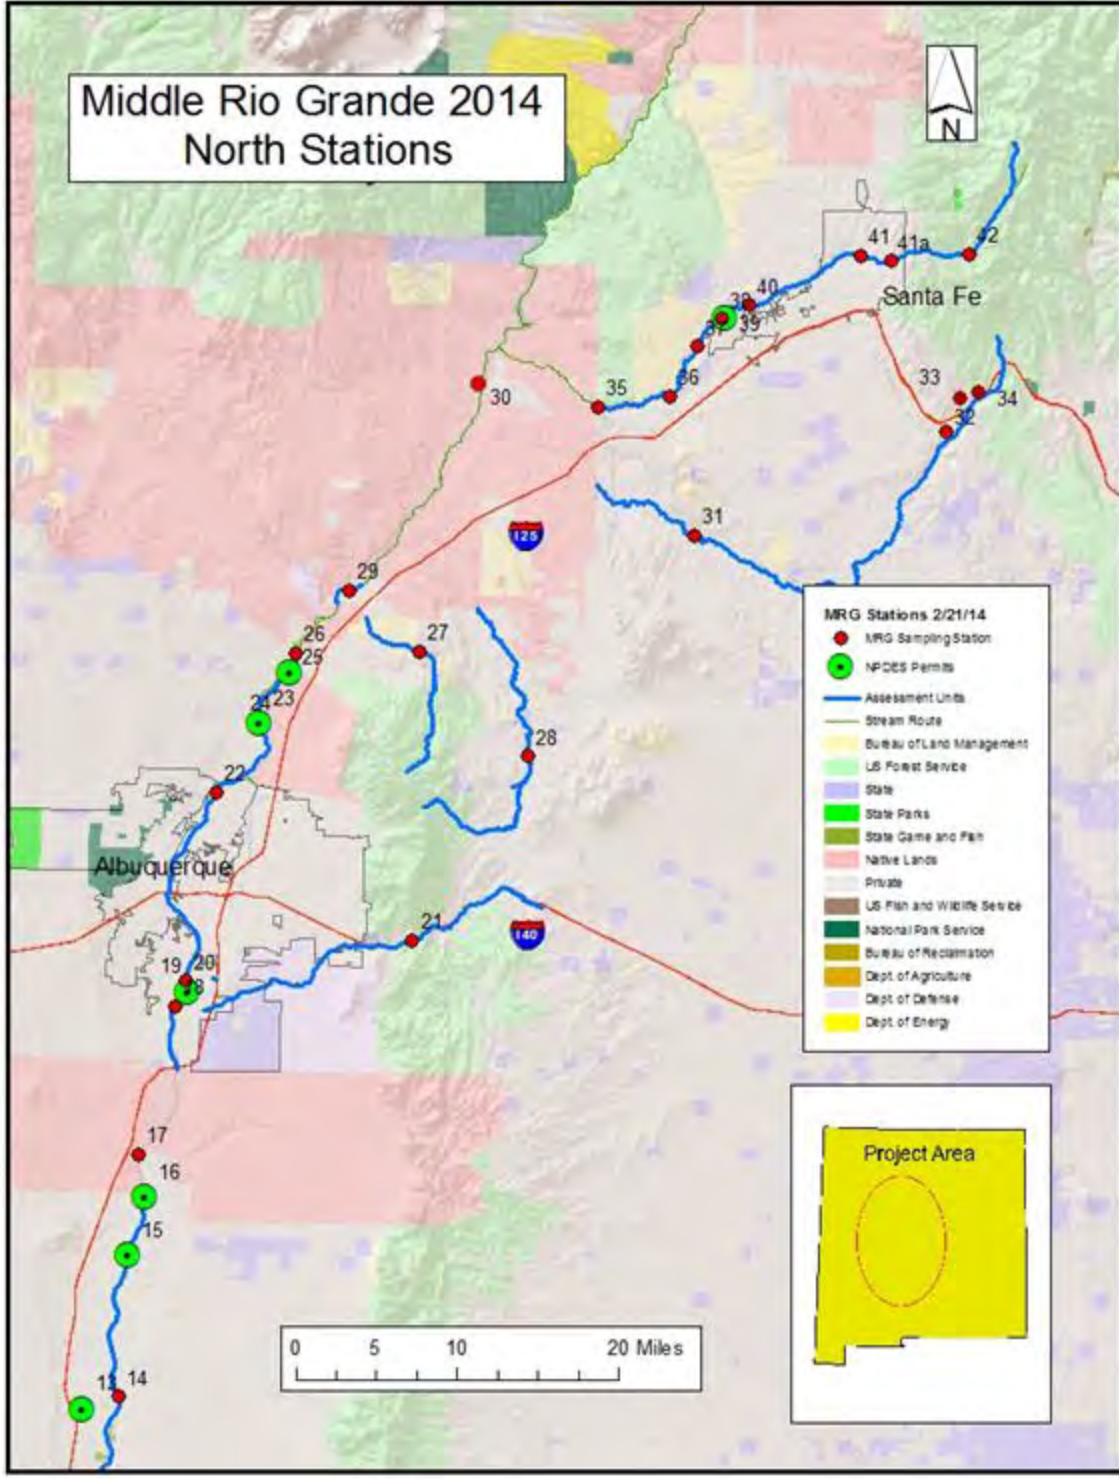 Middle Rio Grande 2014
North Stations
N
41
41a
42
Santa Fe
40
38
39
37
36
35
30
33
34
32
31
125
29
26
25
27
23
24
28
22
Albuquerque
21
140
19
20
18
17
16
15
13
14
MRG Stations 2/21/14
MRG Sampling Station
NPDES Permits
Assessment Units
Stream Route
Bureau of Land Management
US Forest Service
State
State Parks
State Game and Fish
Native Lands
Private
US Fish and Wildlife Service
National Park Service
Bureau of Reclamation
Dept. of Agriculture
Dept. of Defense
Dept. of Energy
Project Area
0 5 10 20 Miles